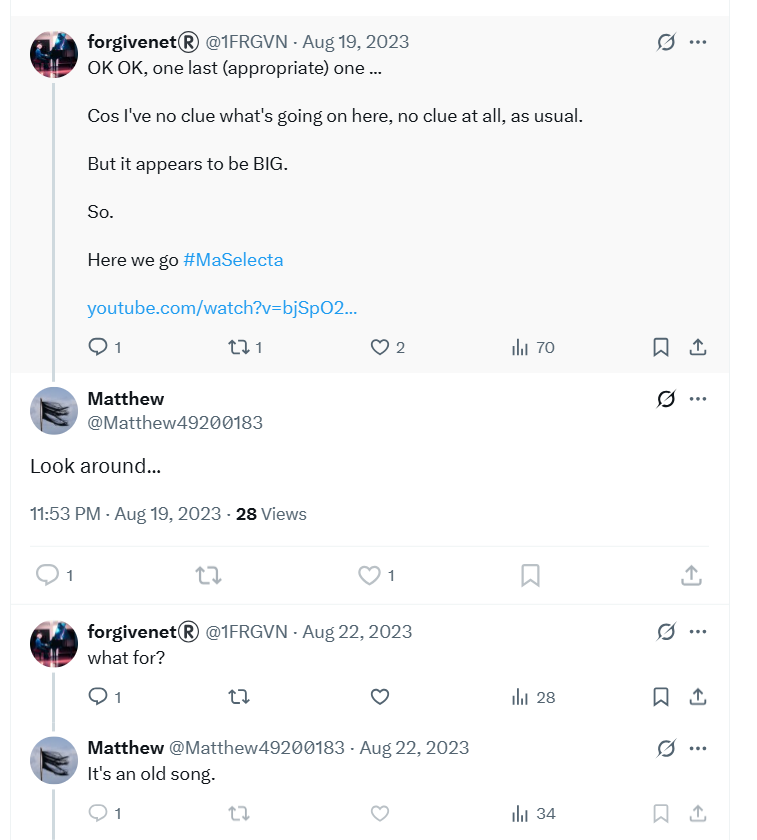 forgivenet® @1FRGVN · Aug 19, 2023
OK OK, one last (appropriate) one ...
Cos I've no clue what's going on here, no clue at all, as usual.
But it appears to be BIG.
So.
Here we go #MaSelecta
youtube.com/watch?v=bjSpO2...
1 1 2 70
Matthew
@Matthew49200183
Look around...
11:53 PM · Aug 19, 2023 · 28 Views
1 1
forgivenet® @1FRGVN · Aug 22, 2023
what for?
1 28
Matthew @Matthew49200183 · Aug 22, 2023
It's an old song.
1 34